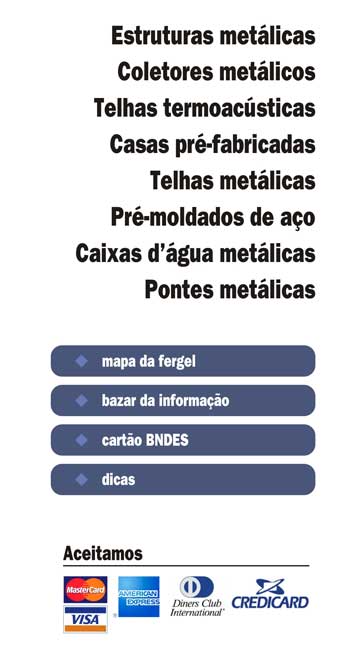 Estruturas metálicas
Coletores metálicos
Telhas termoacústicas
Casas pré-fabricadas
Telhas metálicas
Pré-moldados de aço
Caixas d’água metálicas
Pontes metálicas
mapa da fergel
bazar da informação
cartão BNDES
dicas
Aceitamos
MasterCard
VISA
AMERICAN
EXPRESS
Diners Club
International
CREDICARD